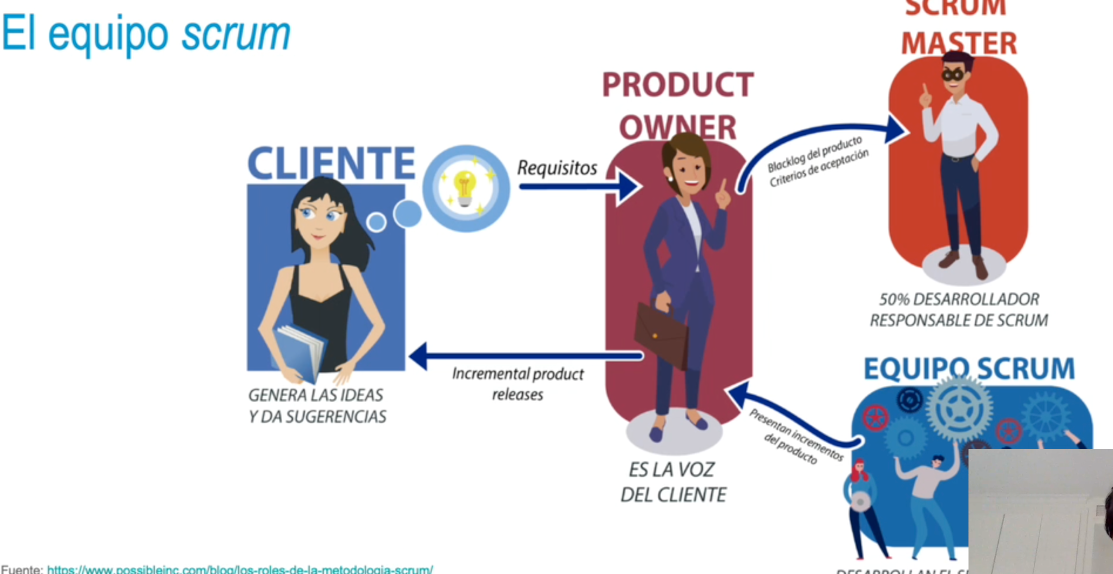 El equipo scrum
SCRUM
MASTER
PRODUCT
OWNER
CLIENTE
Requisitos
Blacklog del producto
Criterios de aceptación
50% DESARROLLADOR
RESPONSABLE DE SCRUM
EQUIPO SCRUM
Incremental product
releases
GENERA LAS IDEAS
Y DA SUGERENCIAS
Presentan incrementos
del producto
ES LA VOZ
DEL CLIENTE
DESARROLLAN EL
Fuente: https://www.possibleinc.com/blog/los-roles-de-la-metodologia-scrum/